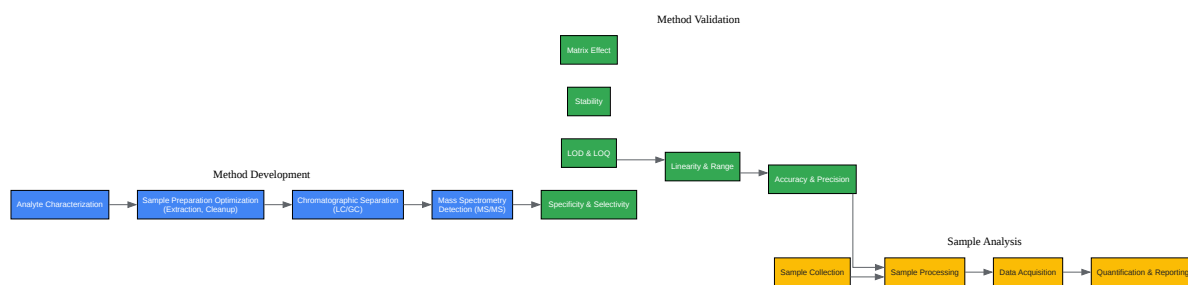 Method Validation
Matrix Effect
Stability
LOD & LOQ
Linearity & Range
Accuracy & Precision
Method Development
Analyte Characterization
Sample Preparation Optimization
(Extraction, Cleanup)
Chromatographic Separation
(LC/GC)
Mass Spectrometry
Detection (MS/MS)
Specificity & Selectivity
Sample Analysis
Sample Collection
Sample Processing
Data Acquisition
Quantification & Reporting